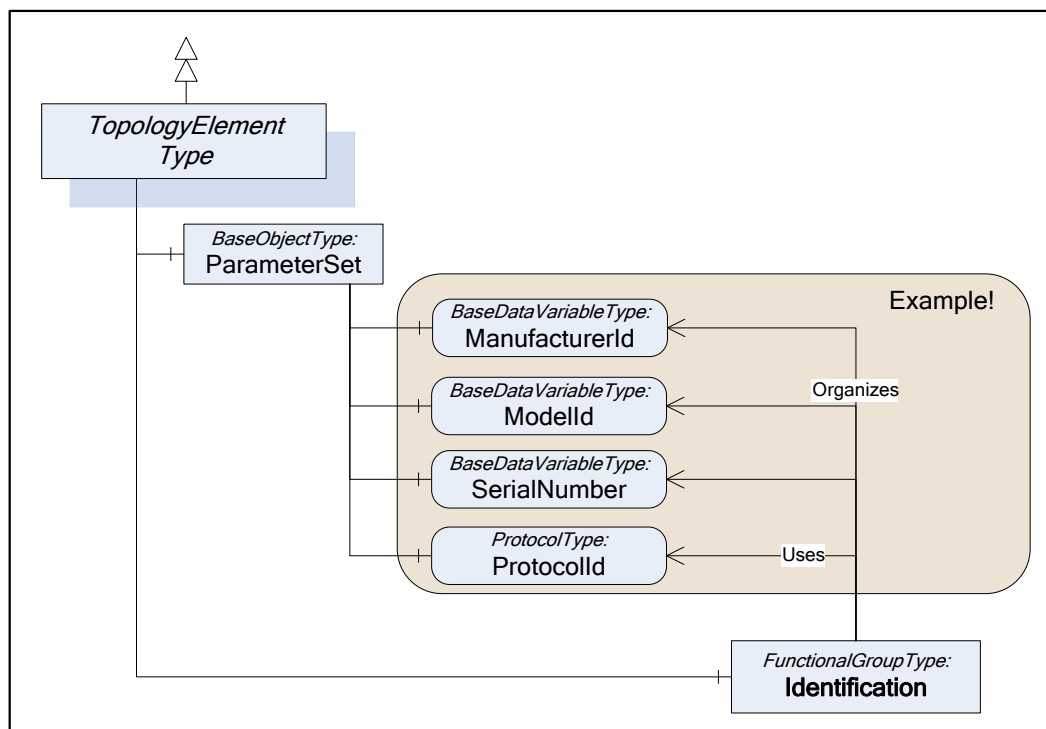 TopologyElement
Type
BaseObjectType:
ParameterSet
Example!
BaseDataVariableType:
ManufacturerId
Organizes
BaseDataVariableType:
ModelId
BaseDataVariableType:
SerialNumber
ProtocolType:
ProtocolId
Uses
FunctionalGroupType:
Identification